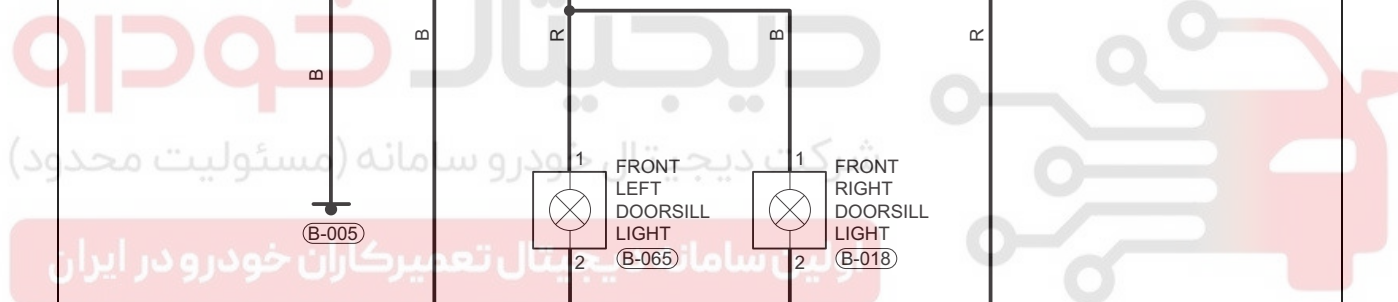 B
B
R
B
R
دیجیتال خودرو
شرکت دیجیتال خودرو سامانه (مسئولیت محدود)
1
FRONT
LEFT
DOORSILL
LIGHT
B-065
2
1
FRONT
RIGHT
DOORSILL
LIGHT
B-018
2
B-005
اولین سامانه دیجیتال تعمیرکاران خودرو در ایران